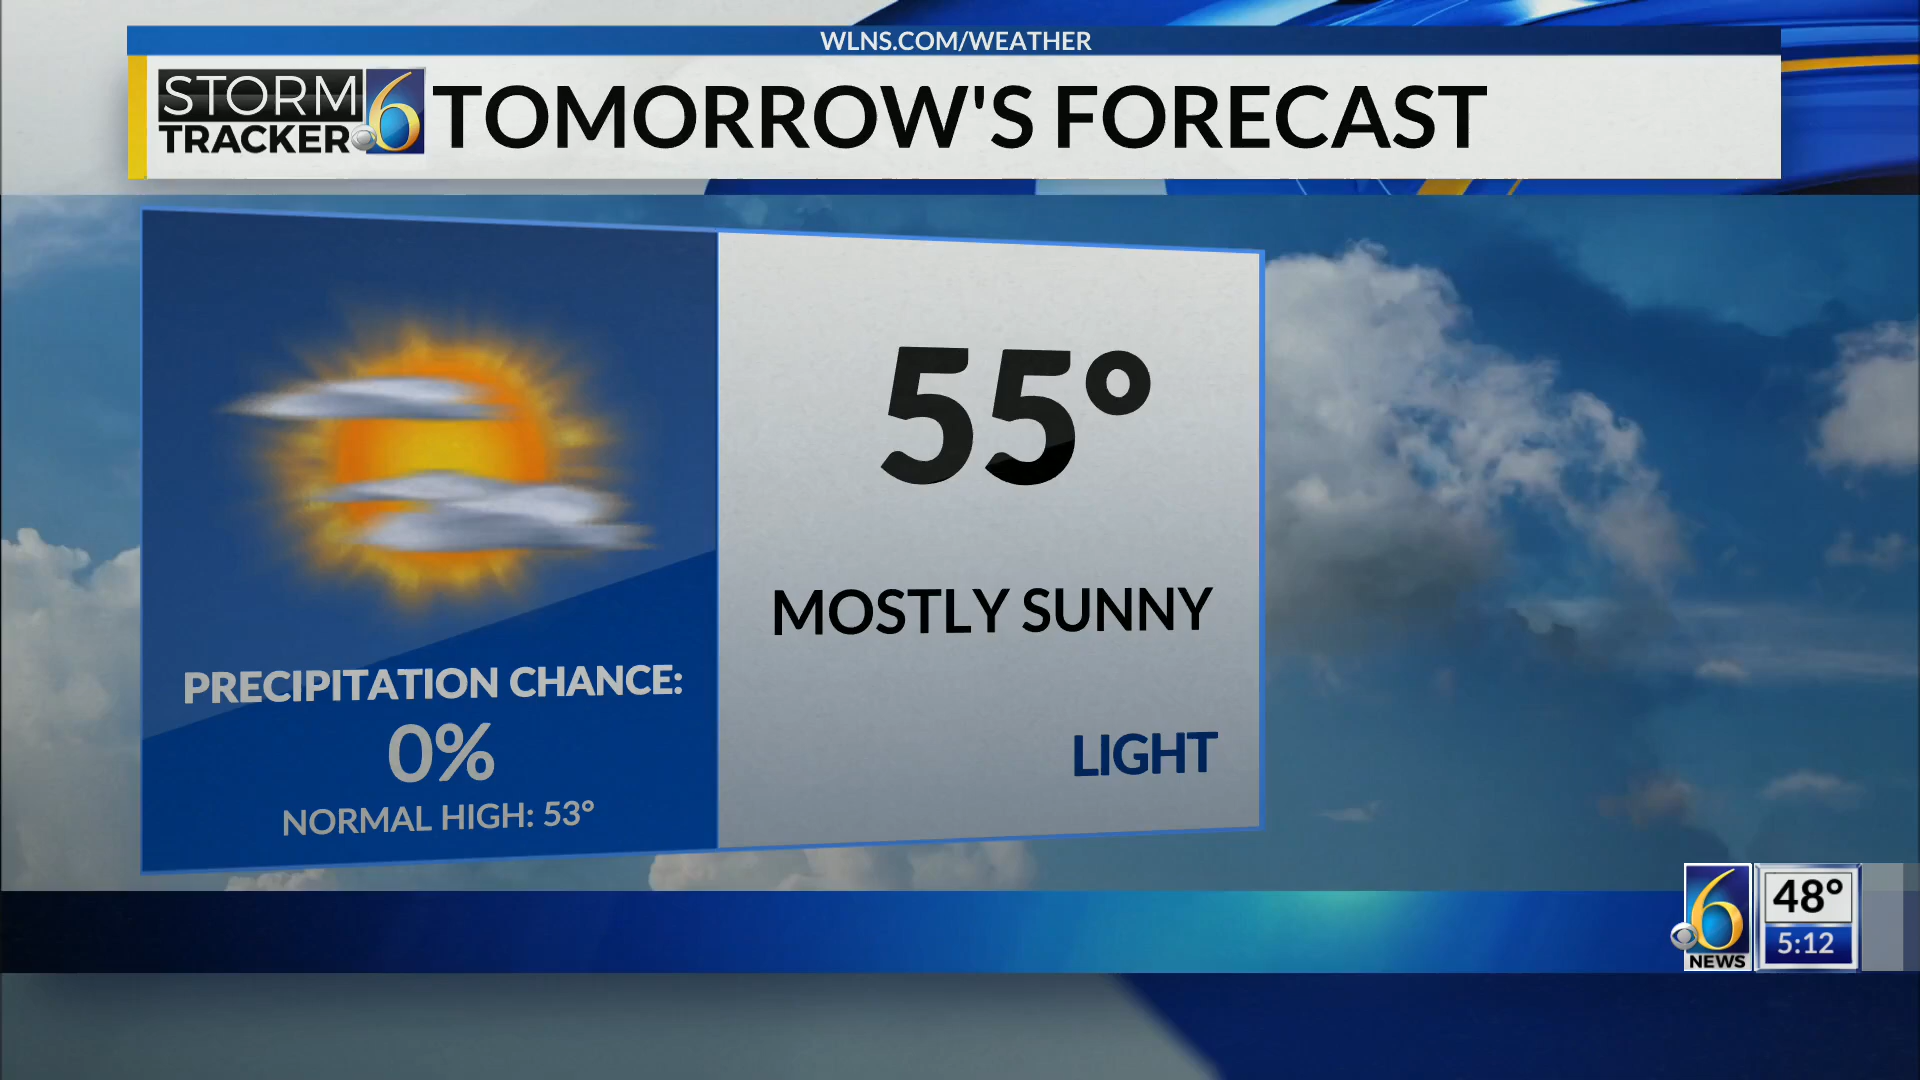 WLNS.COM/WEATHER
STORM
TRACKER 6
TOMORROW'S FORECAST
PRECIPITATION CHANCE:
0%
NORMAL HIGH: 53°
55°
MOSTLY SUNNY
LIGHT
6
NEWS
48°
5:12